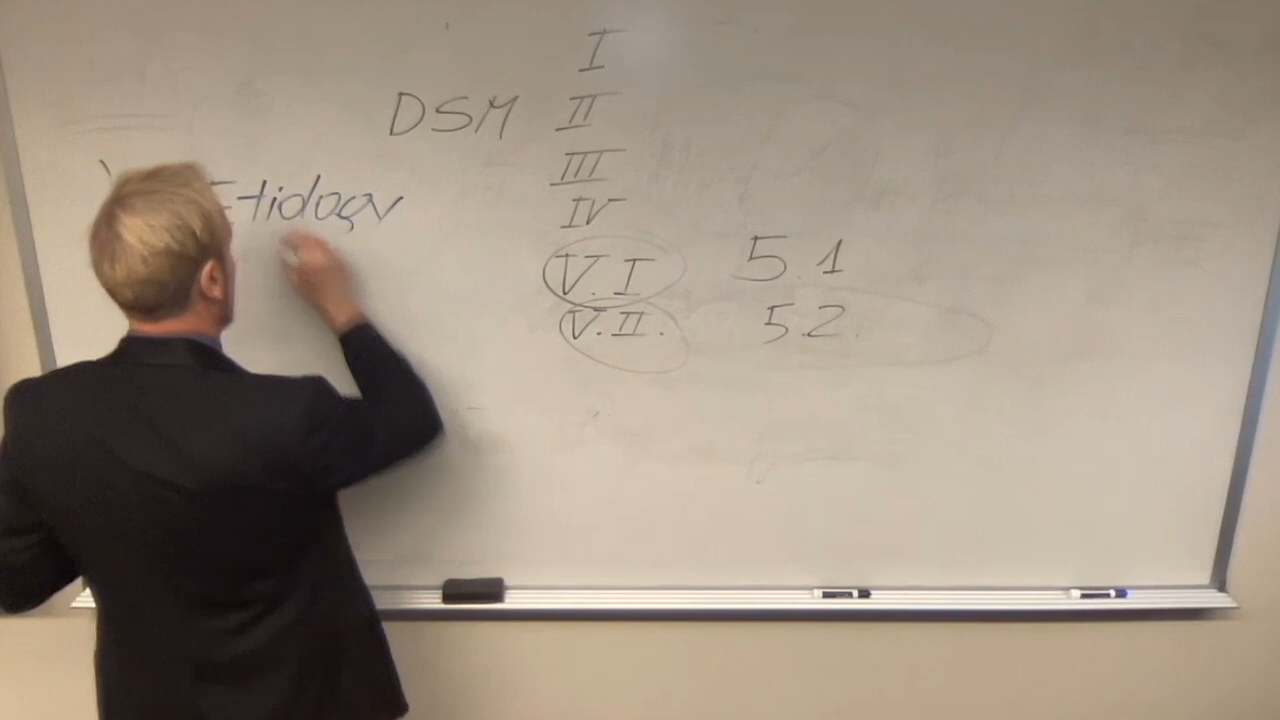 I
DSM II
III
Etiology
IV
V.I 5.1
V.II. 5.2.